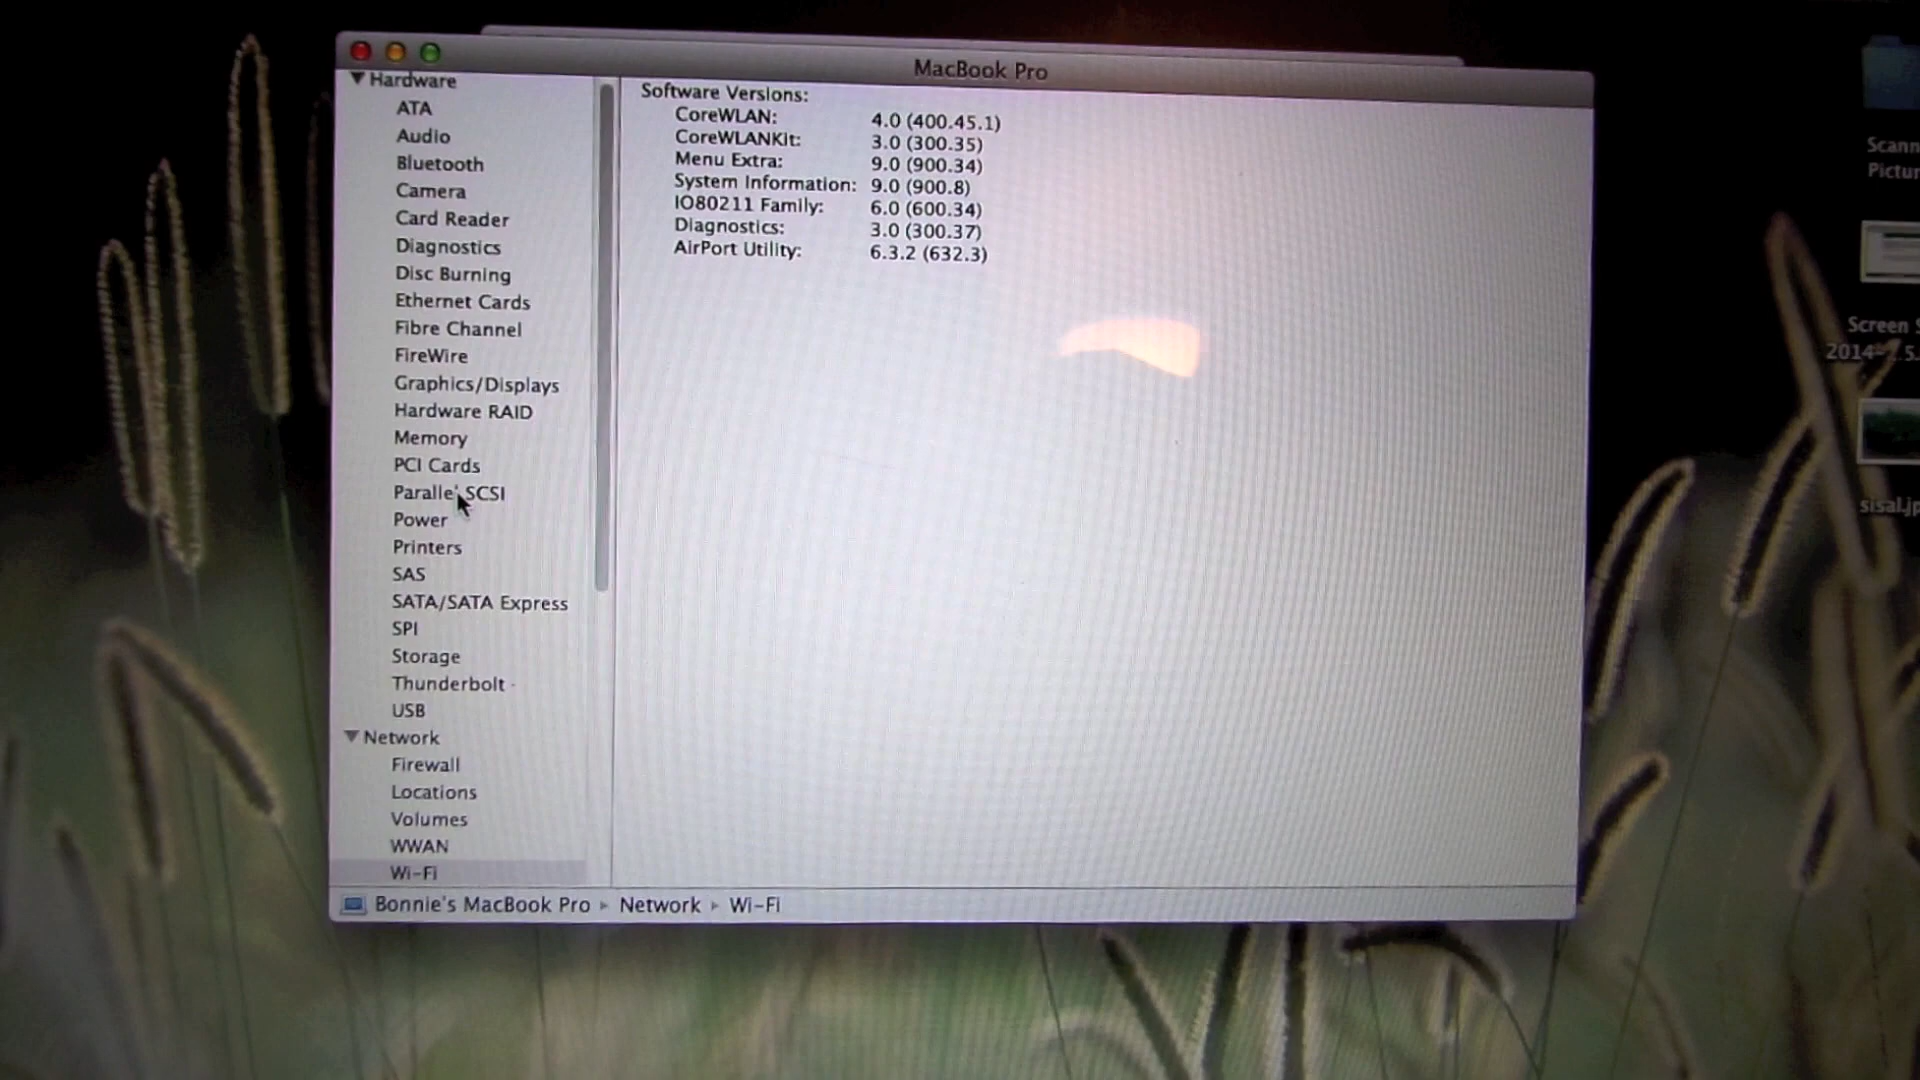 MacBook Pro
Hardware
ATA
Audio
Bluetooth
Camera
Card Reader
Diagnostics
Disc Burning
Ethernet Cards
Fibre Channel
FireWire
Graphics/Displays
Hardware RAID
Memory
PCI Cards
Parallel SCSI
Power
Printers
SAS
SATA/SATA Express
SPI
Storage
Thunderbolt
USB
Network
Firewall
Locations
Volumes
WWAN
Wi-Fi
Software Versions:
CoreWLAN: 4.0 (400.45.1)
CoreWLANKit: 3.0 (300.35)
Menu Extra: 9.0 (900.34)
System Information: 9.0 (900.8)
IO80211 Family: 6.0 (600.34)
Diagnostics: 3.0 (300.37)
AirPort Utility: 6.3.2 (632.3)
Bonnie's MacBook Pro ▸ Network ▸ Wi-Fi
Scann
Pictur
Screen S
sisal.jp